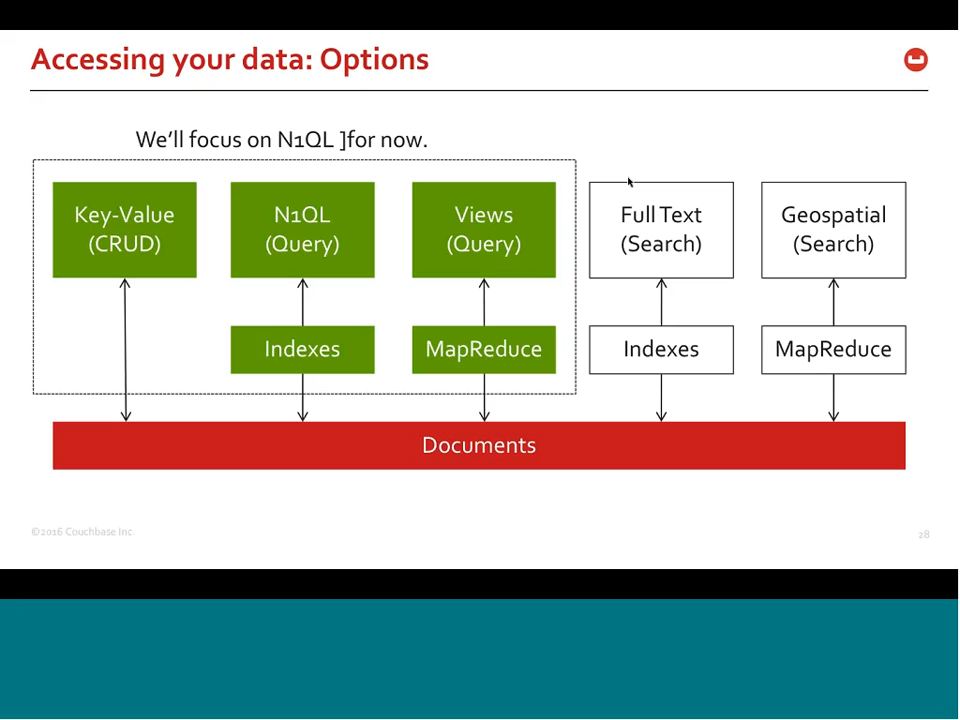 Accessing your data: Options
We'll focus on N1QL ]for now.
Key-Value
(CRUD)
N1QL
(Query)
Views
(Query)
Full Text
(Search)
Geospatial
(Search)
Indexes
MapReduce
Indexes
MapReduce
Documents
©2016 Couchbase Inc.
28